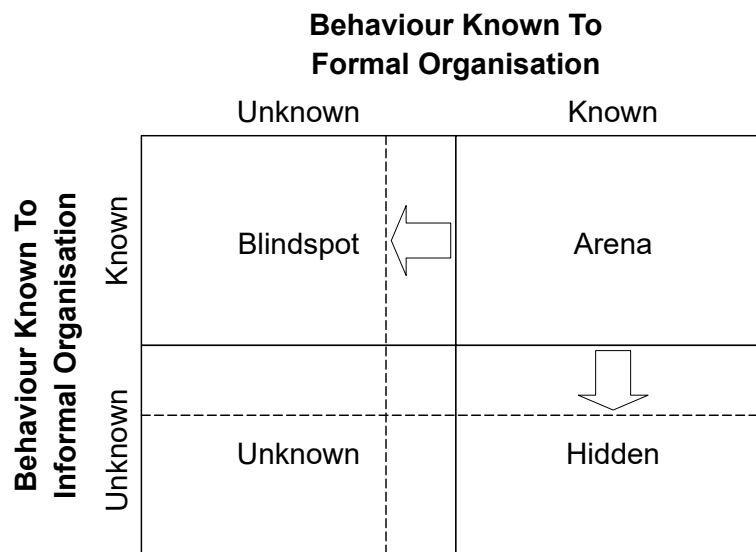 Behaviour Known To
Formal Organisation
Unknown
Known
Behaviour Known To
Informal Organisation
Known
Blindspot
Arena
Unknown
Unknown
Hidden